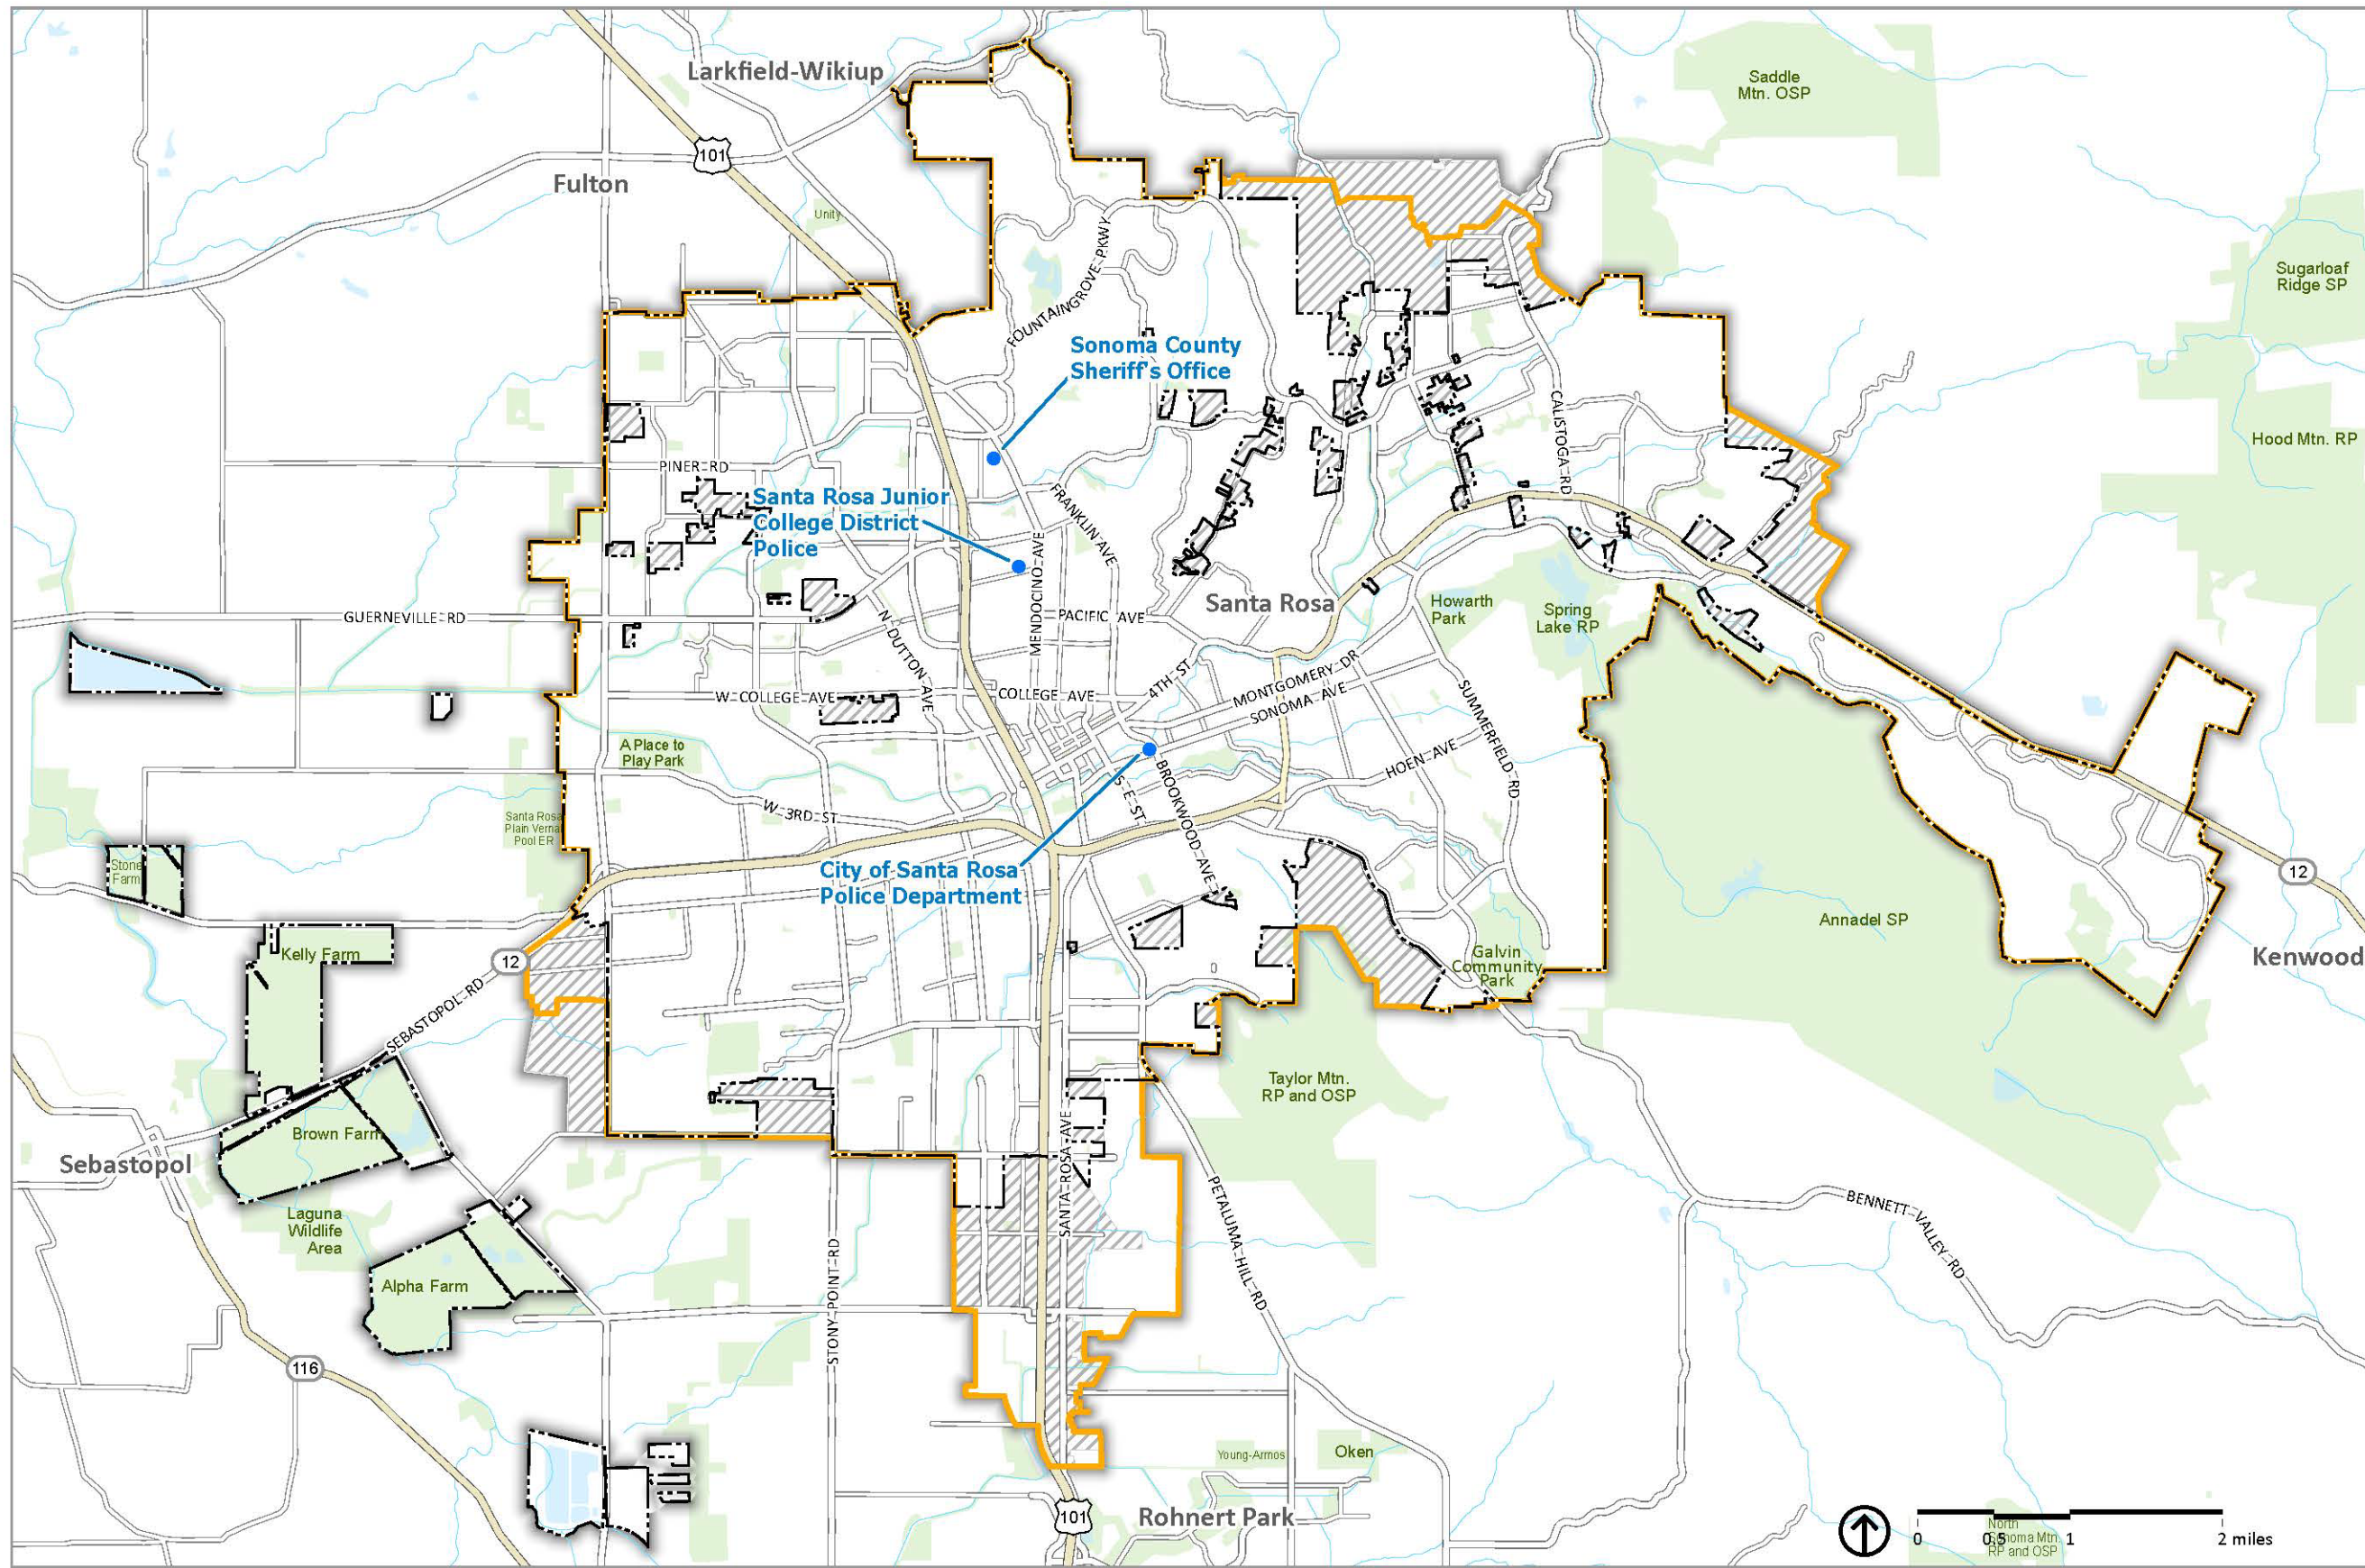 Larkfield-Wikiup
Saddle
Mtn. OSP
101
Fulton
Unity
FOUNTAINGROVE PKWY
Sugarloaf
Ridge SP
Sonoma County
Sheriff's Office
CALISTOGA RD
Hood Mtn. RP
PINER RD
Santa Rosa Junior
College District
Police
FRANKLIN AVE
MENDOCINO AVE
GUERNEVILLE RD
N DUTTON AVE
PACIFIC AVE
Santa Rosa
Howarth
Park
Spring
Lake RP
W COLLEGE AVE
COLLEGE AVE
4TH ST
MONTGOMERY DR
SONOMA AVE
SUMMERFIELD RD
A Place to
Play Park
HOEN AVE
S E ST
BROOKWOOD AVE
W 3RD ST
Santa Rosa
Plain Vernal
Pool ER
Stone
Farm
City of Santa Rosa
Police Department
12
Annadel SP
Kelly Farm
12
Galvin
Community
Park
Kenwood
SEBASTOPOL RD
Taylor Mtn.
RP and OSP
Brown Farm
Sebastopol
SANTA ROSA AVE
PETALUMA HILL RD
BENNETT VALLEY RD
Laguna
Wildlife
Area
Alpha Farm
STONY POINT RD
116
Young-Armos
Oken
101
Rohnert Park
North
Sonoma Mtn.
RP and OSP
0
0.5
1
2 miles